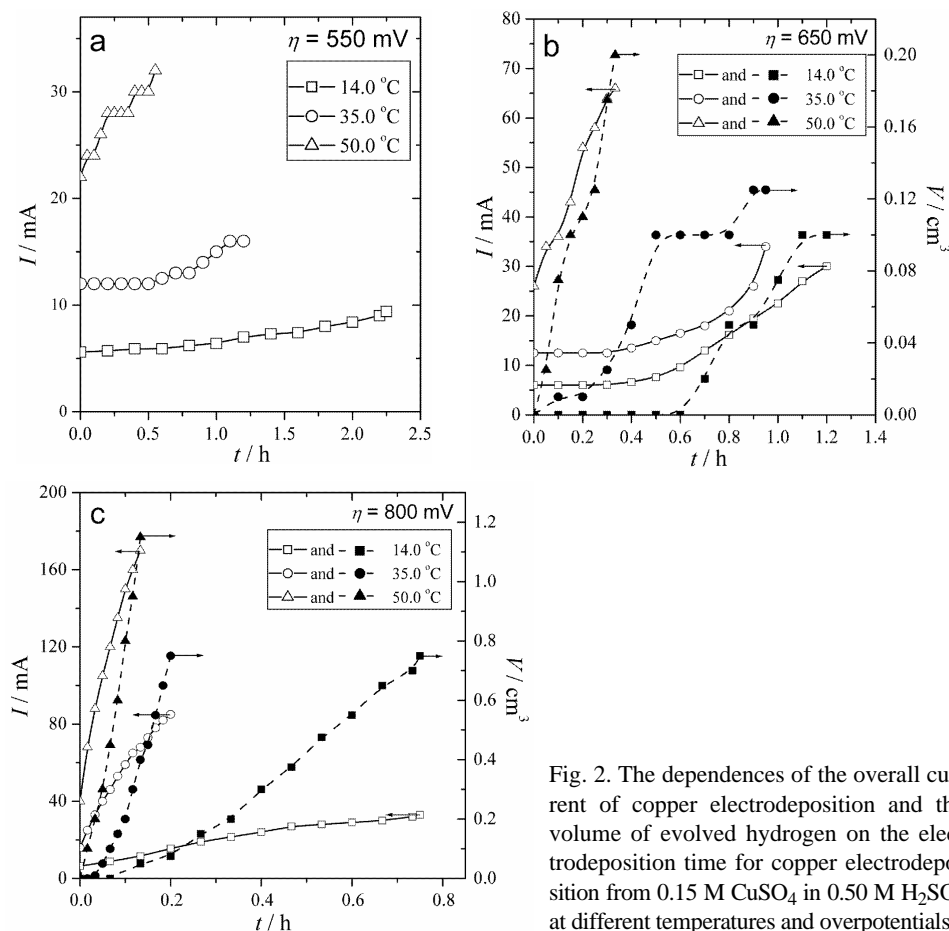 a
η = 550 mV
14.0 °C
35.0 °C
50.0 °C
I / mA
30
20
10
0
0.0 0.5 1.0 1.5 2.0 2.5
t / h
b
η = 650 mV
and 14.0 °C
and 35.0 °C
and 50.0 °C
I / mA
80
70
60
50
40
30
20
10
0
V / cm³
0.20
0.16
0.12
0.08
0.04
0.00
0.0 0.2 0.4 0.6 0.8 1.0 1.2 1.4
t / h
c
η = 800 mV
and 14.0 °C
and 35.0 °C
and 50.0 °C
I / mA
200
160
120
80
40
0
V / cm³
1.2
1.0
0.8
0.6
0.4
0.2
0.0
0.0 0.2 0.4 0.6 0.8
t / h
Fig. 2. The dependences of the overall cu
rent of copper electrodeposition and th
volume of evolved hydrogen on the elec
trodeposition time for copper electrodepo
sition from 0.15 M CuSO₄ in 0.50 M H₂SO
at different temperatures and overpotentials